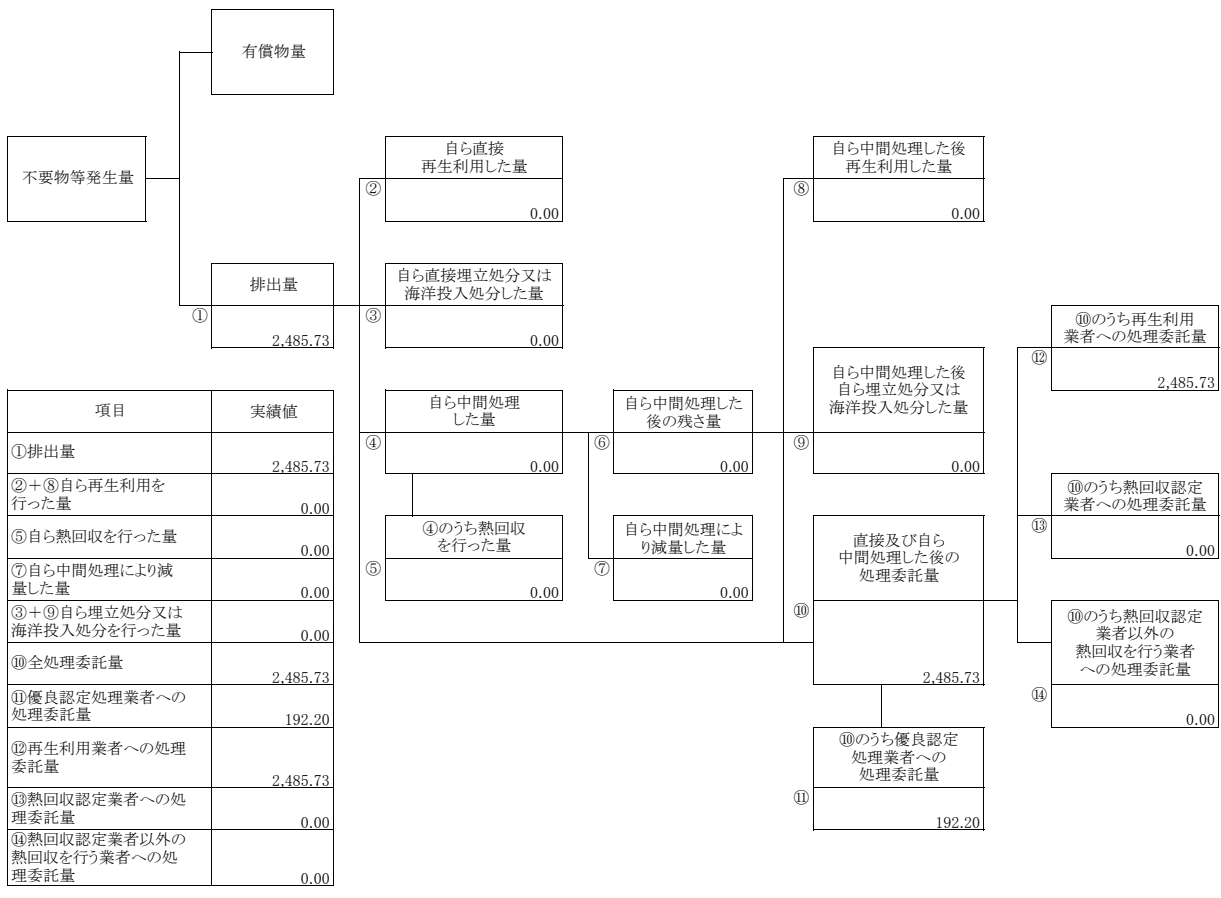 有償物量
不要物等発生量
排出量
①
2,485.73
自ら直接
再生利用した量
②
0.00
自ら直接埋立処分又は
海洋投入処分した量
③
0.00
自ら中間処理
した量
④
0.00
④のうち熱回収
を行った量
⑤
0.00
自ら中間処理した
後の残さ量
⑥
0.00
自ら中間処理によ
り減量した量
⑦
0.00
自ら中間処理した後
再生利用した量
⑧
0.00
自ら中間処理した後
自ら埋立処分又は
海洋投入処分した量
⑨
0.00
直接及び自ら
中間処理した後の
処理委託量
⑩
2,485.73
⑩のうち優良認定
処理業者への
処理委託量
⑪
192.20
⑩のうち再生利用
業者への処理委託量
⑫
2,485.73
⑩のうち熱回収認定
業者への処理委託量
⑬
0.00
⑩のうち熱回収認定
業者以外の
熱回収を行う業者
への処理委託量
⑭
0.00
項目 実績値
①排出量
2,485.73
②+⑧自ら再生利用を
行った量
0.00
⑤自ら熱回収を行った量
0.00
⑦自ら中間処理により減
量した量
0.00
③+⑨自ら埋立処分又は
海洋投入処分を行った量
0.00
⑩全処理委託量
2,485.73
⑪優良認定処理業者への
処理委託量
192.20
⑫再生利用業者への処理
委託量
2,485.73
⑬熱回収認定業者への処
理委託量
0.00
⑭熱回収認定業者以外の
熱回収を行う業者への処
理委託量
0.00